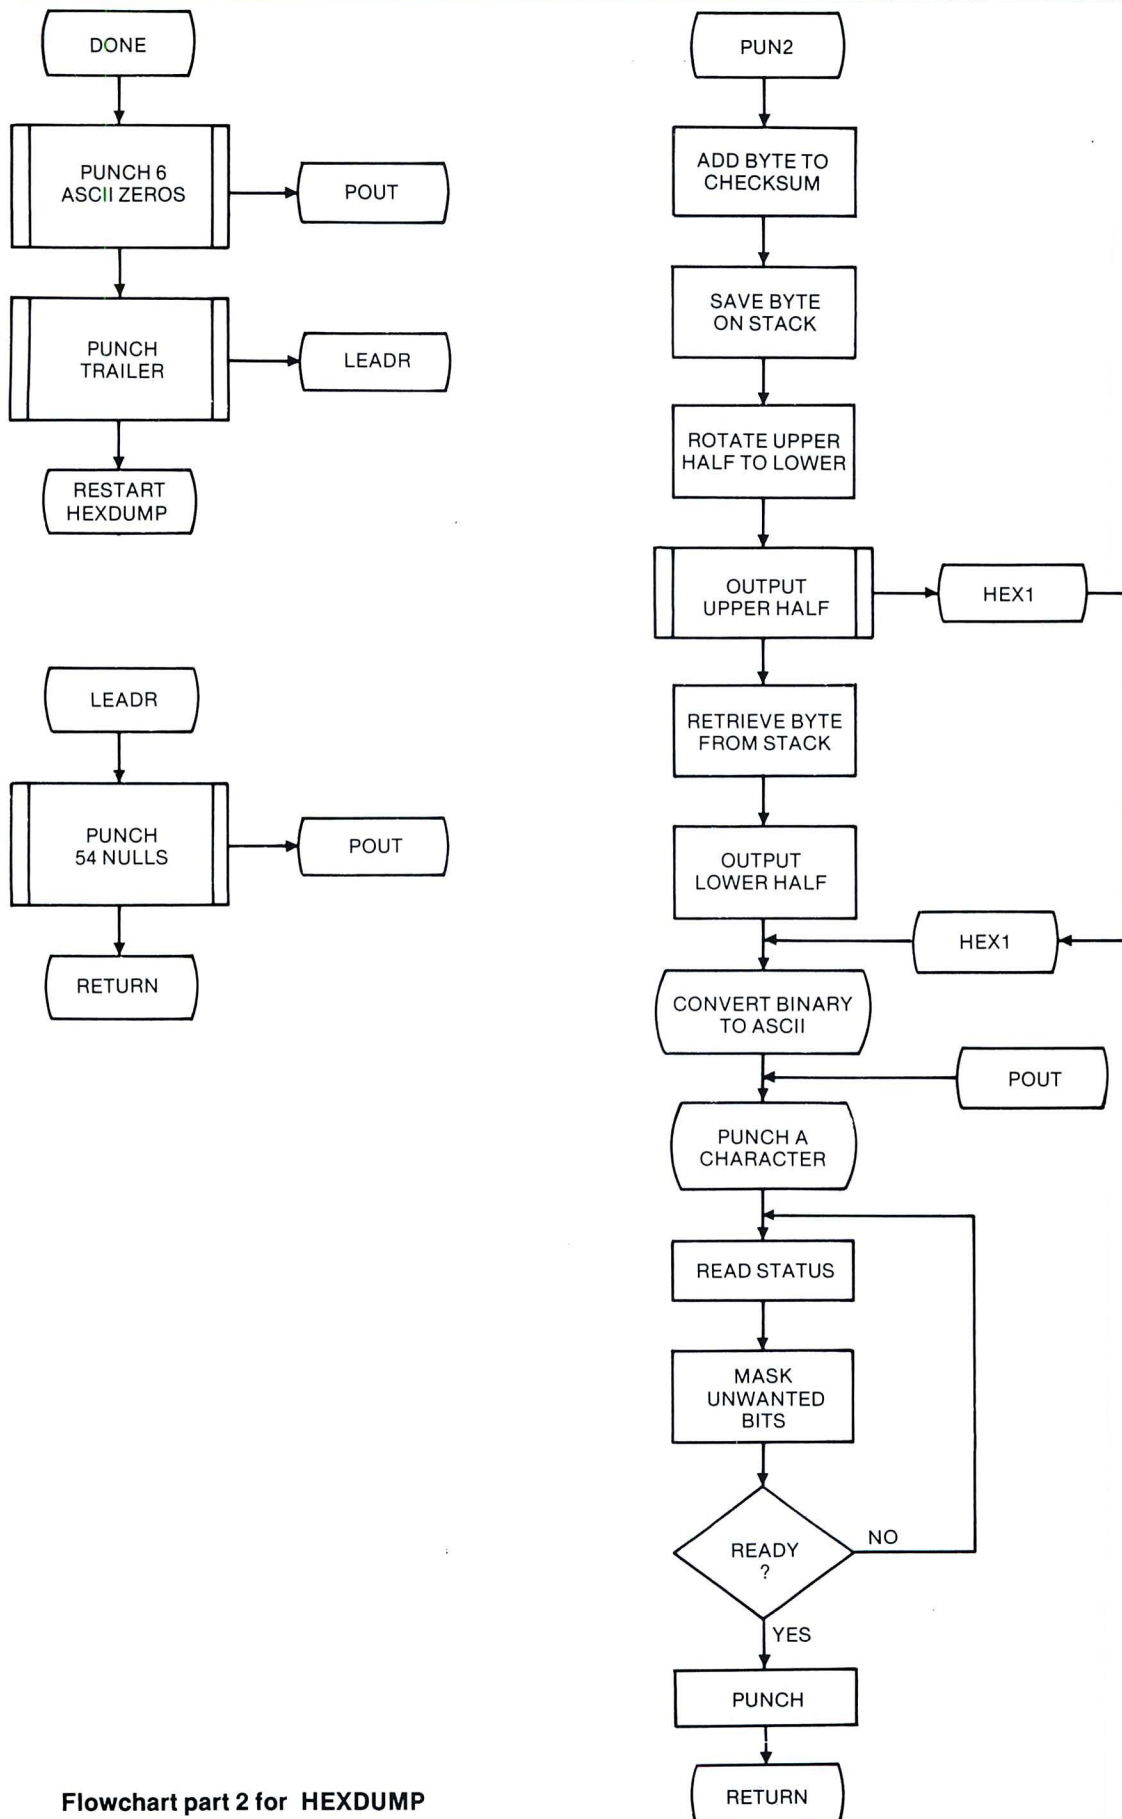 DONE
PUNCH 6
ASCII ZEROS
POUT
PUNCH
TRAILER
LEADR
RESTART
HEXDUMP
LEADR
PUNCH
54 NULLS
POUT
RETURN
PUN2
ADD BYTE TO
CHECKSUM
SAVE BYTE
ON STACK
ROTATE UPPER
HALF TO LOWER
OUTPUT
UPPER HALF
HEX1
RETRIEVE BYTE
FROM STACK
OUTPUT
LOWER HALF
HEX1
CONVERT BINARY
TO ASCII
POUT
PUNCH A
CHARACTER
READ STATUS
MASK
UNWANTED
BITS
READY
?
NO
YES
PUNCH
RETURN
Flowchart part 2 for HEXDUMP